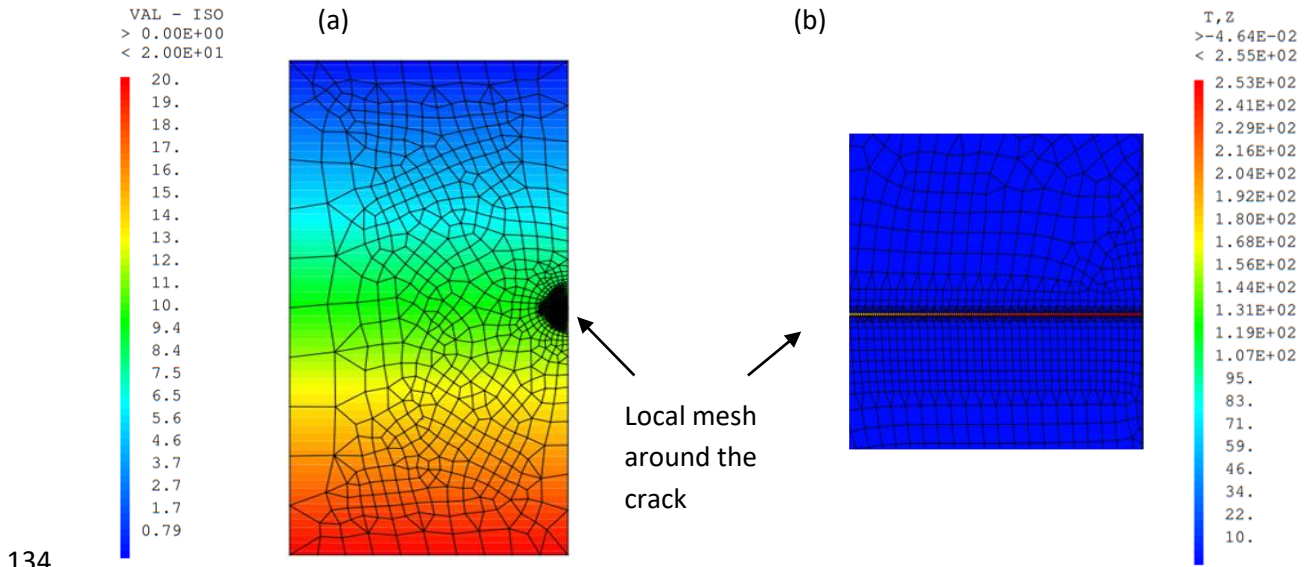 VAL - ISO
> 0.00E+00
< 2.00E+01
20.
19.
18.
17.
16.
15.
14.
12.
11.
10.
9.4
8.4
7.5
6.5
5.6
4.6
3.7
2.7
1.7
0.79
(a)
(b)
Local mesh
around the
crack
T,Z
>-4.64E-02
< 2.55E+02
2.53E+02
2.41E+02
2.29E+02
2.16E+02
2.04E+02
1.92E+02
1.80E+02
1.68E+02
1.56E+02
1.44E+02
1.31E+02
1.19E+02
1.07E+02
95.
83.
71.
59.
46.
34.
22.
10.
134